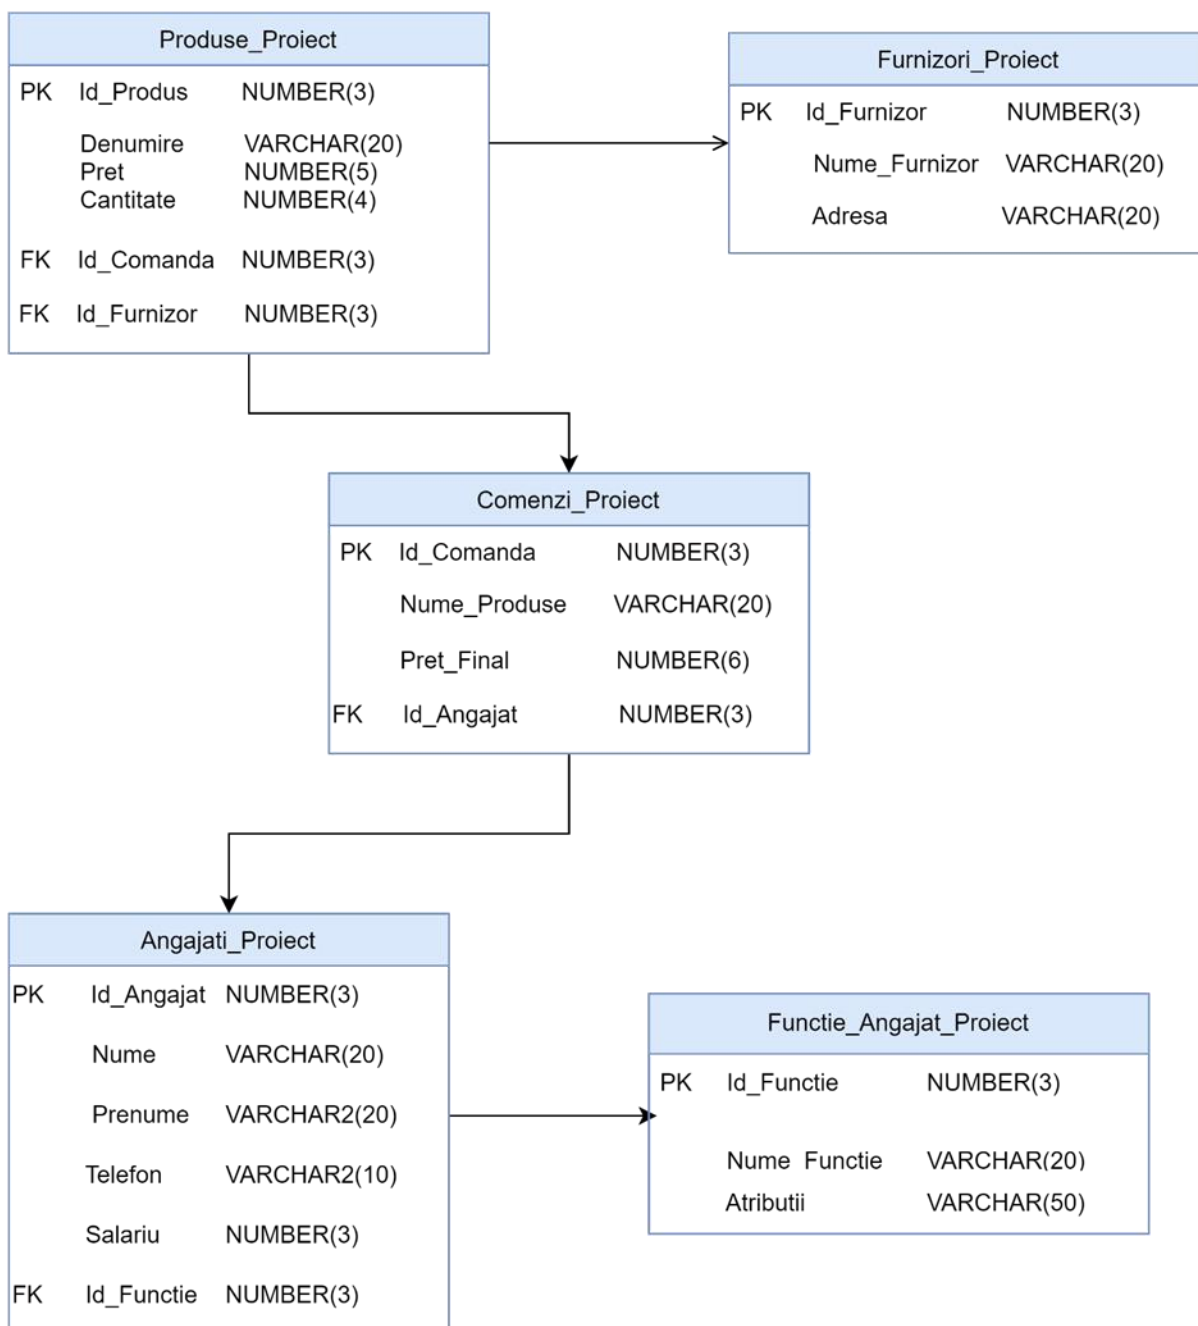 Produse_Proiect
PK Id_Produs NUMBER(3)
Denumire VARCHAR(20)
Pret NUMBER(5)
Cantitate NUMBER(4)
FK Id_Comanda NUMBER(3)
FK Id_Furnizor NUMBER(3)
Furnizori_Proiect
PK Id_Furnizor NUMBER(3)
Nume_Furnizor VARCHAR(20)
Adresa VARCHAR(20)
Comenzi_Proiect
PK Id_Comanda NUMBER(3)
Nume_Produse VARCHAR(20)
Pret_Final NUMBER(6)
FK Id_Angajat NUMBER(3)
Angajati_Proiect
PK Id_Angajat NUMBER(3)
Nume VARCHAR(20)
Prenume VARCHAR2(20)
Telefon VARCHAR2(10)
Salariu NUMBER(3)
FK Id_Functie NUMBER(3)
Functie_Angajat_Proiect
PK Id_Functie NUMBER(3)
Nume_Functie VARCHAR(20)
Atributii VARCHAR(50)